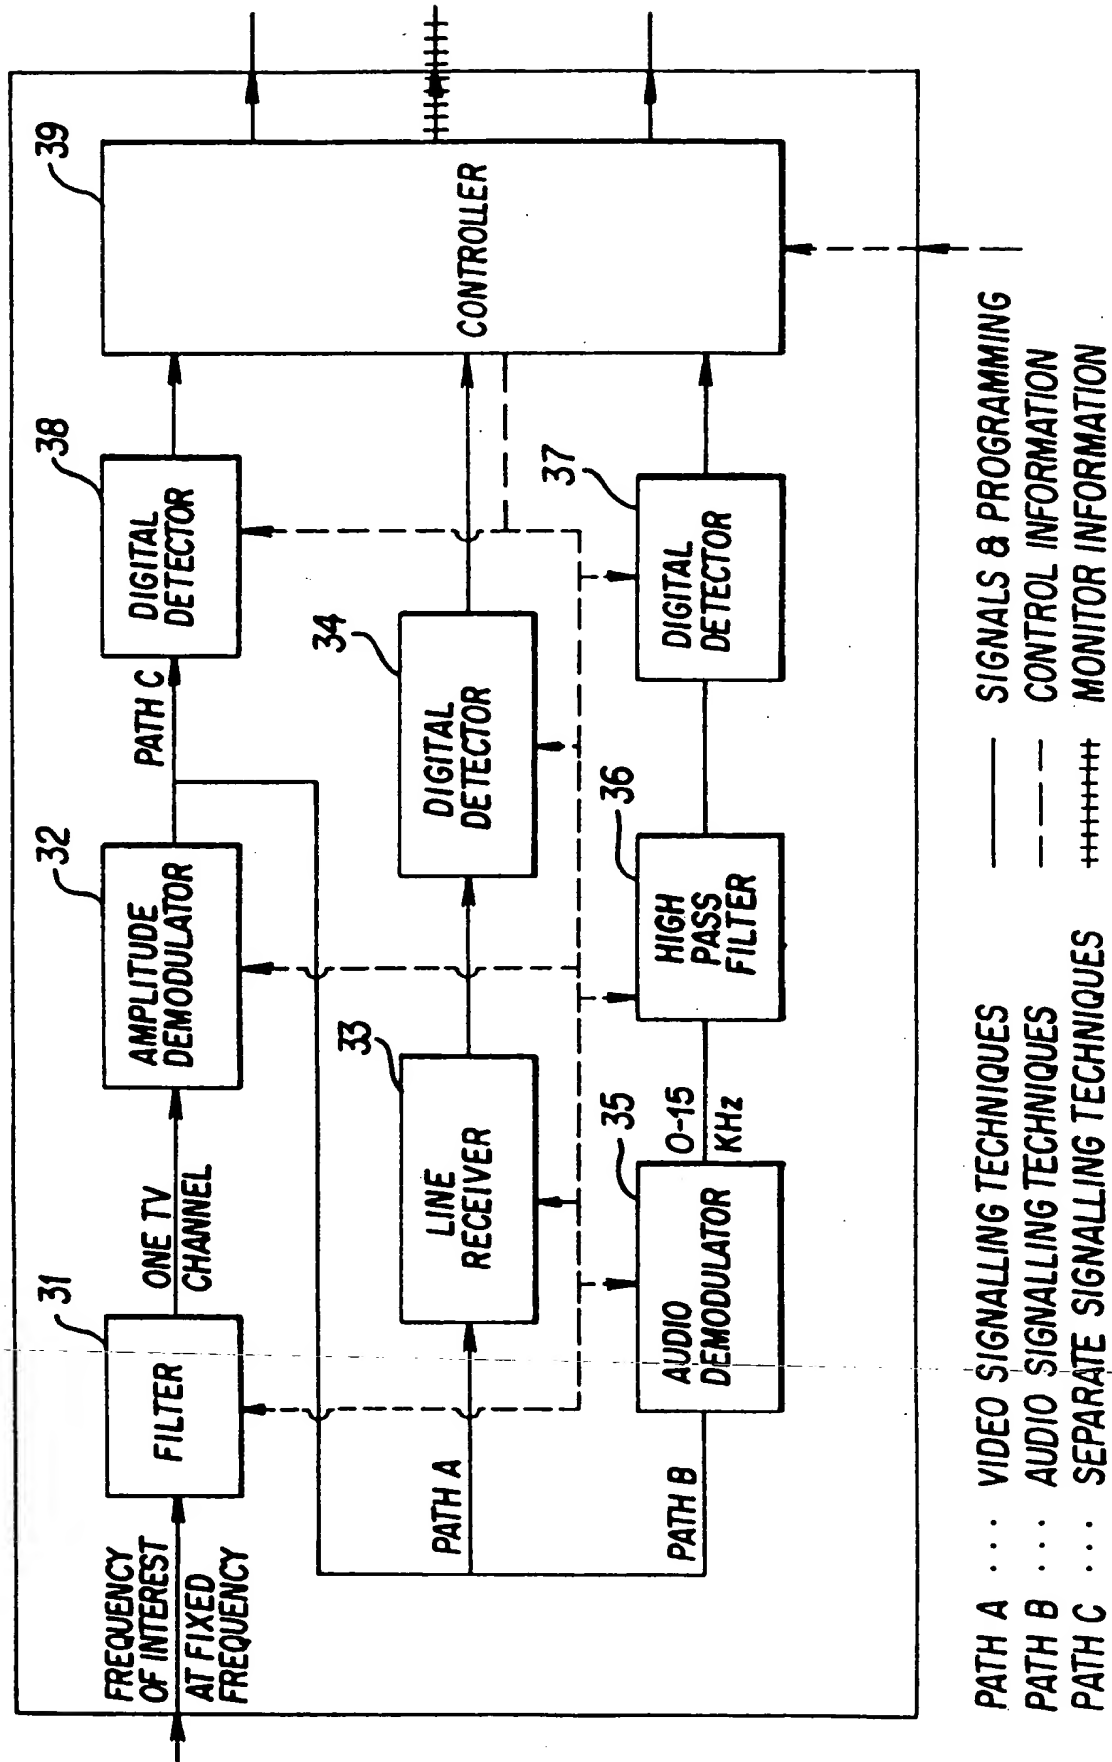 FREQUENCY
OF INTEREST
AT FIXED
FREQUENCY
31
FILTER
ONE TV
CHANNEL
32
AMPLITUDE
DEMODULATOR
PATH C
38
DIGITAL
DETECTOR
39
CONTROLLER
PATH A
33
LINE
RECEIVER
34
DIGITAL
DETECTOR
PATH B
35
AUDIO
DEMODULATOR
0-15
KHz
36
HIGH
PASS
FILTER
37
DIGITAL
DETECTOR
PATH A ... VIDEO SIGNALLING TECHNIQUES
PATH B ... AUDIO SIGNALLING TECHNIQUES
PATH C ... SEPARATE SIGNALLING TECHNIQUES
SIGNALS & PROGRAMMING
CONTROL INFORMATION
MONITOR INFORMATION